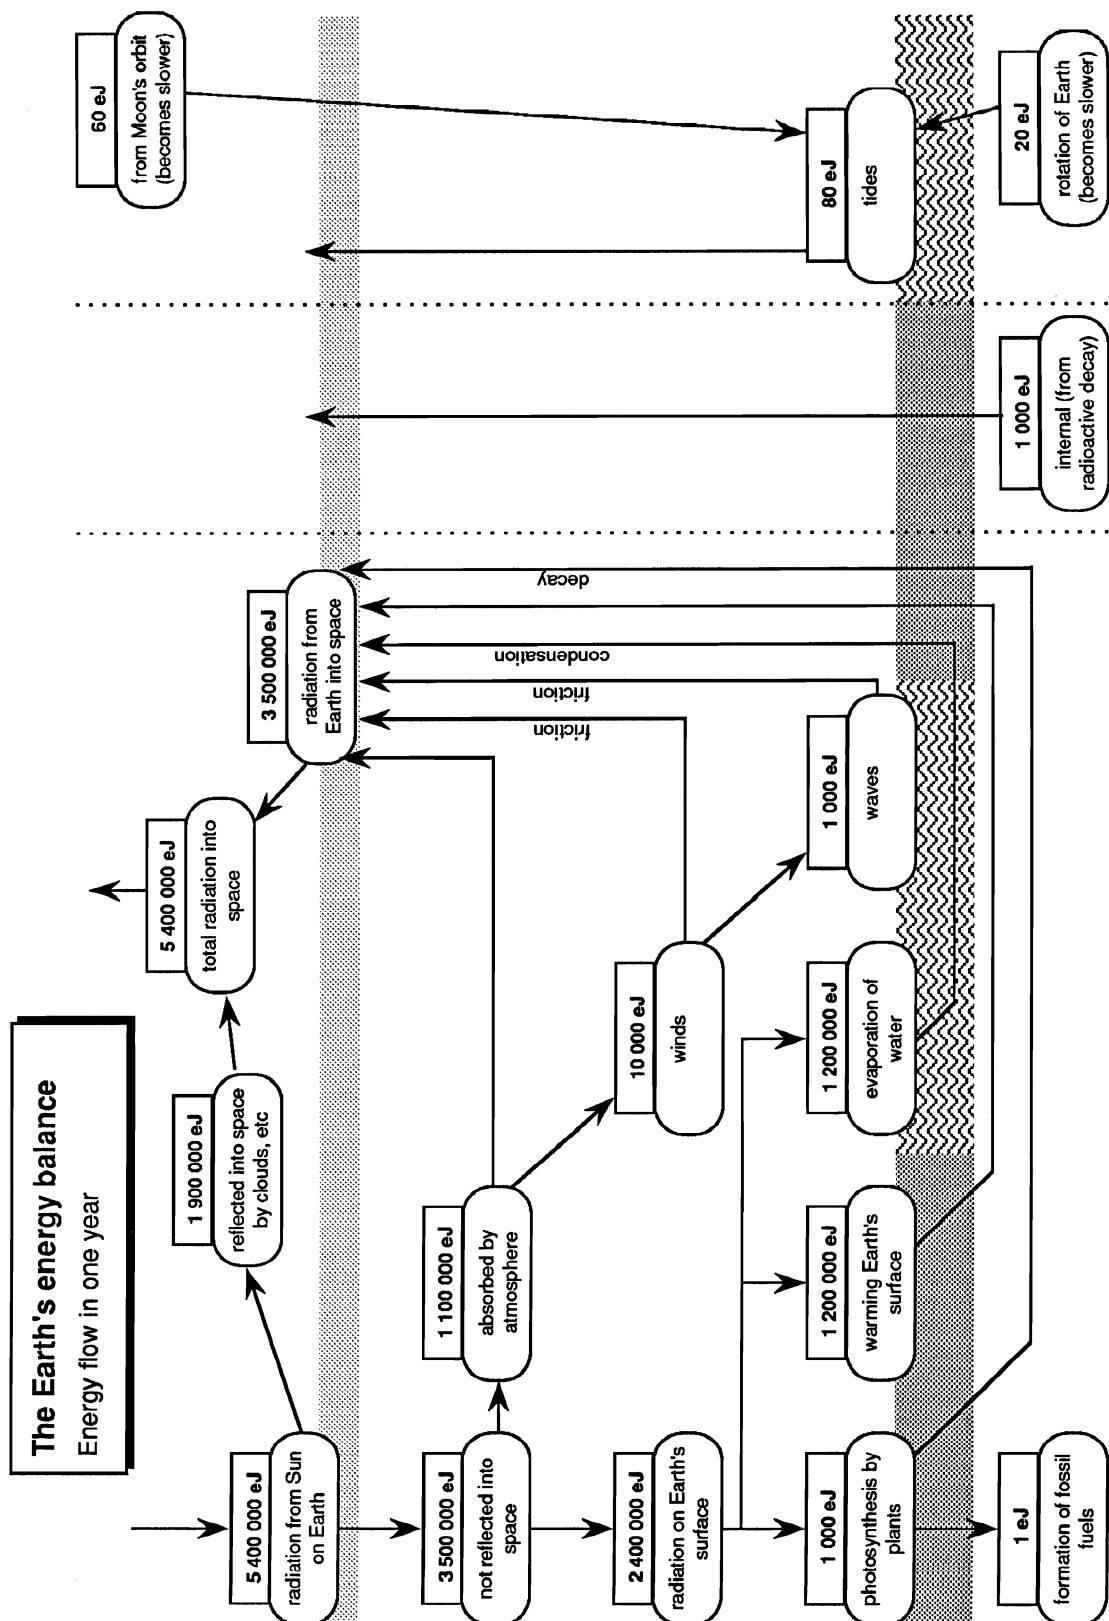 The Earth's energy balance
Energy flow in one year
5 400 000 eJ
radiation from Sun
on Earth
1 900 000 eJ
reflected into space
by clouds, etc
5 400 000 eJ
total radiation into
space
3 500 000 eJ
radiation from
Earth into space
3 500 000 eJ
not reflected into
space
1 100 000 eJ
absorbed by
atmosphere
2 400 000 eJ
radiation on Earth's
surface
10 000 eJ
winds
friction
friction
condensation
decay
1 000 eJ
photosynthesis by
plants
1 200 000 eJ
warming Earth's
surface
1 200 000 eJ
evaporation of
water
1 000 eJ
waves
1 eJ
formation of fossil
fuels
1 000 eJ
internal (from
radioactive decay)
60 eJ
from Moon's orbit
(becomes slower)
80 eJ
tides
20 eJ
rotation of Earth
(becomes slower)